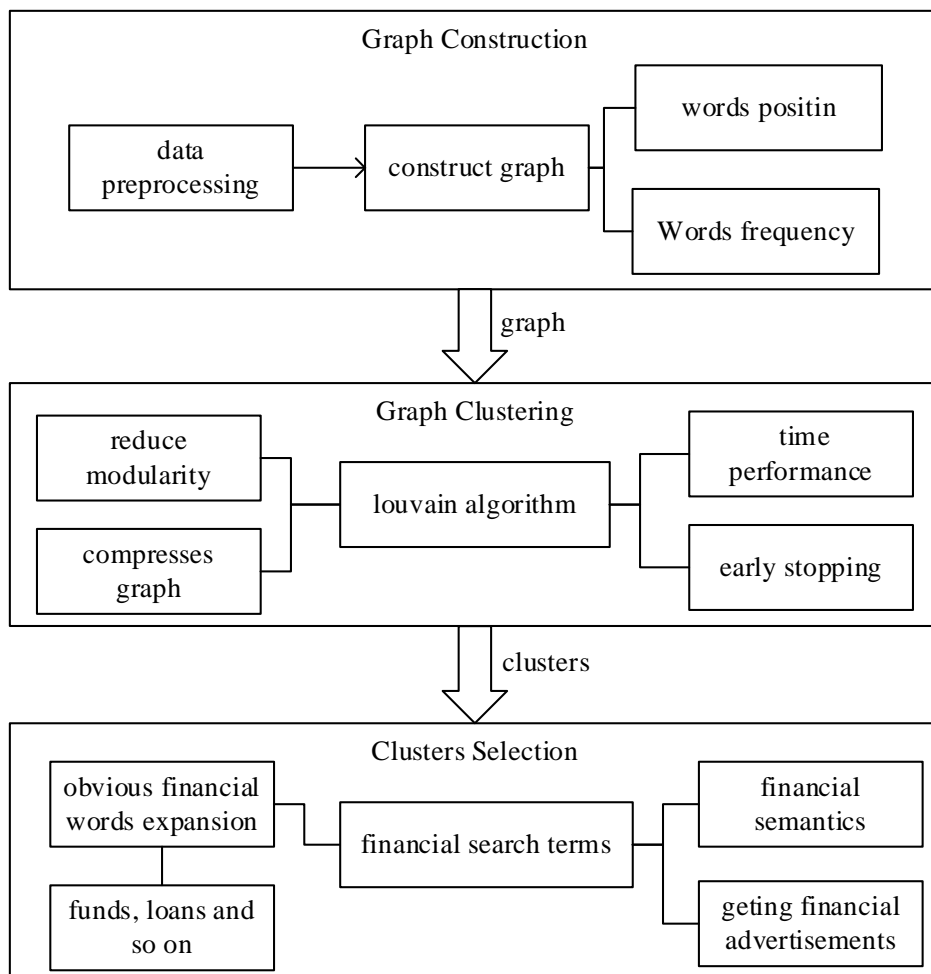 Graph Construction
data
preprocessing
construct graph
words positin
Words frequency
graph
Graph Clustering
reduce
modularity
compresses
graph
louvain algorithm
time
performance
early stopping
clusters
Clusters Selection
obvious financial
words expansion
funds, loans and
so on
financial search terms
financial
semantics
geting financial
advertisements